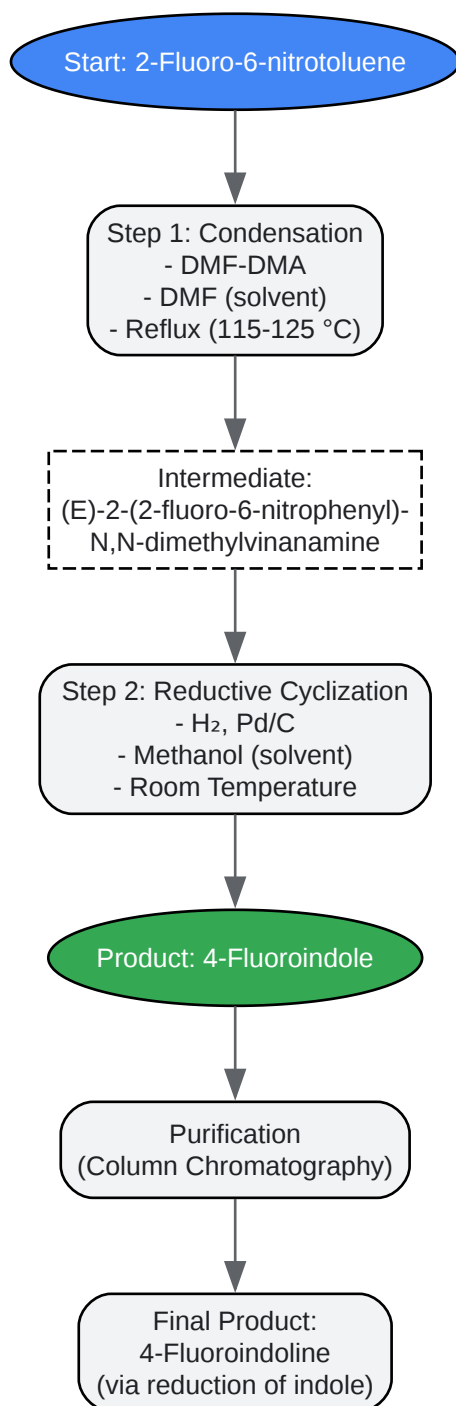 Start: 2-Fluoro-6-nitrotoluene
Step 1: Condensation
- DMF-DMA
- DMF (solvent)
- Reflux (115-125 °C)
Intermediate:
(E)-2-(2-fluoro-6-nitrophenyl)-
N,N-dimethylvinanamine
Step 2: Reductive Cyclization
- H₂, Pd/C
- Methanol (solvent)
- Room Temperature
Product: 4-Fluoroindole
Purification
(Column Chromatography)
Final Product:
4-Fluoroindoline
(via reduction of indole)